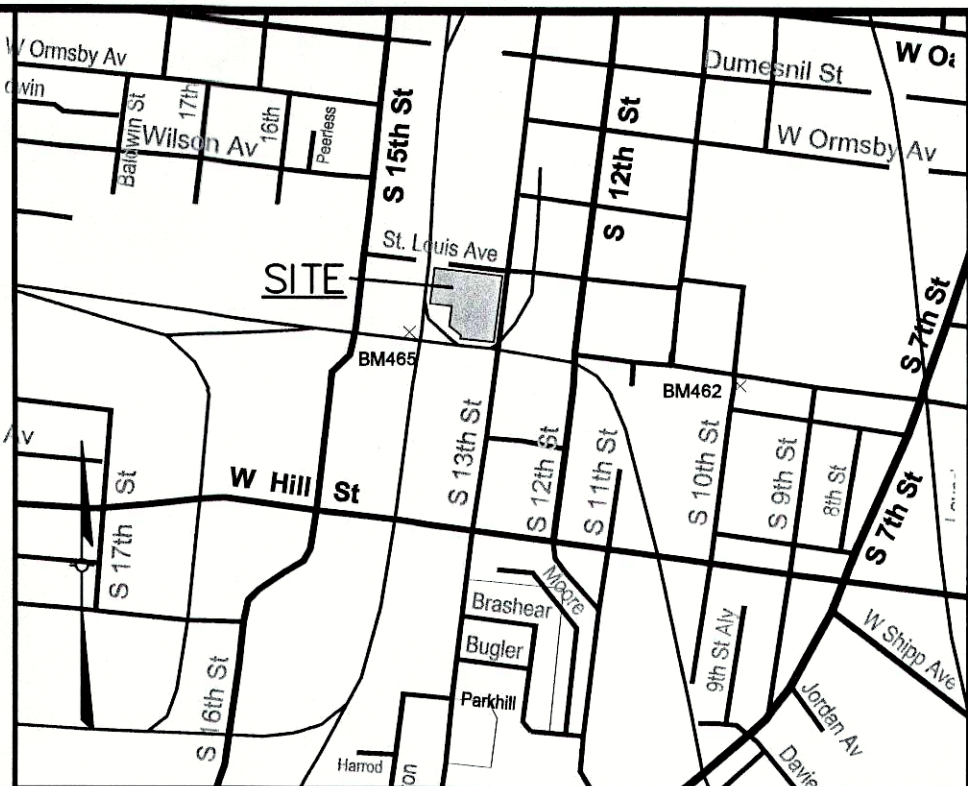 W Ormsby Av
dwin
Baldwin St
17th
Wilson Av
16th
Peerless
S 15th St
S 12th St
Dumesnil St
W Ormsby Av
St. Louis Ave
SITE
BM465
BM462
S 7th St
Av
S 17th St
W Hill St
S 13th St
S 12th St
S 11th St
S 10th St
S 9th St
8th St
S 7th St
Moore
Brashear
Bugler
Parkhill
9th St Aly
W Shipp Ave
Jordan Av
S 16th St
Harrod
on
Davie